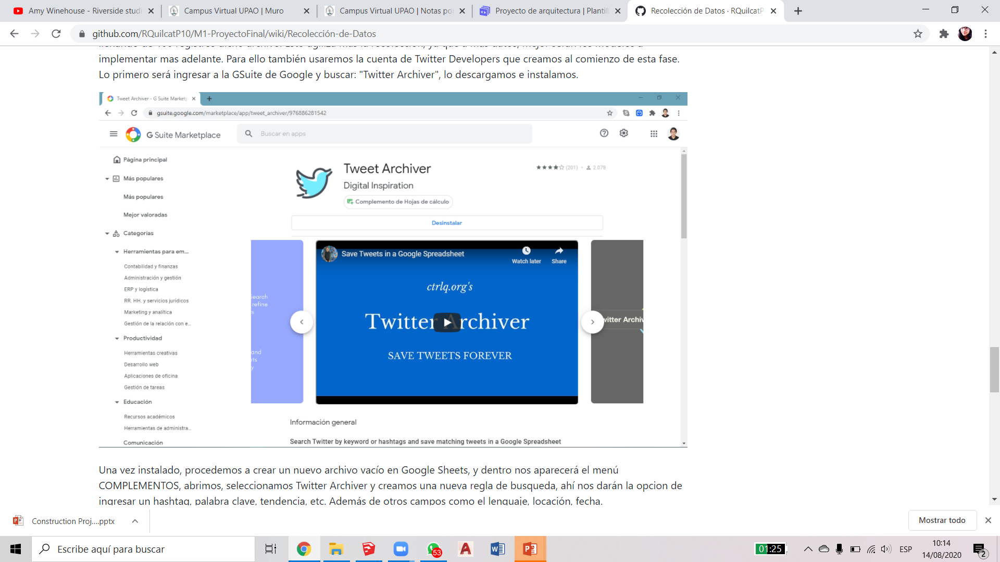 Amy Winehouse - Riverside studi
Campus Virtual UPAO | Muro
Campus Virtual UPAO | Notas po
Proyecto de arquitectura | Plantill
Recolección de Datos · RQuilcatP
github.com/RQuilcatP10/M1-ProyectoFinal/wiki/Recolección-de-Datos
implementar mas adelante. Para ello también usaremos la cuenta de Twitter Developers que creamos al comienzo de esta fase.
Lo primero será ingresar a la GSuite de Google y buscar: "Twitter Archiver", lo descargamos e instalamos.
Tweet Archiver - G Suite Marketp
gsuite.google.com/marketplace/app/tweet_archiver/976886281542
G Suite Marketplace
Buscar en apps
Página principal
Más populares
Más populares
Mejor valoradas
Categorías
Herramientas para em...
Contabilidad y finanzas
Administración y gestión
ERP y logística
RR. HH. y servicios jurídicos
Marketing y analítica
Gestión de la relación con e...
Productividad
Herramientas creativas
Desarrollo web
Aplicaciones de oficina
Gestión de tareas
Educación
Recursos académicos
Herramientas de administra...
Comunicación
Tweet Archiver
(201) · 2.078
Digital Inspiration
Complemento de Hojas de cálculo
Desinstalar
Search
refine
s
and
rts
y
Save Tweets in a Google Spreadsheet
Watch later
Share
ctrlq.org's
Twitter Archiver
SAVE TWEETS FOREVER
witter Archiv
Información general
Search Twitter by keyword or hashtags and save matching tweets in a Google Spreadsheet
Una vez instalado, procedemos a crear un nuevo archivo vacío en Google Sheets, y dentro nos aparecerá el menú
COMPLEMENTOS, abrimos, seleccionamos Twitter Archiver y creamos una nueva regla de busqueda, ahí nos darán la opcion de
ingresar un hashtag, palabra clave, tendencia, etc. Además de otros campos como el lenguaje, locación, fecha.
Construction Proj....pptx
Mostrar todo
Escribe aquí para buscar
53
01:25
ESP
10:14
14/08/2020
2